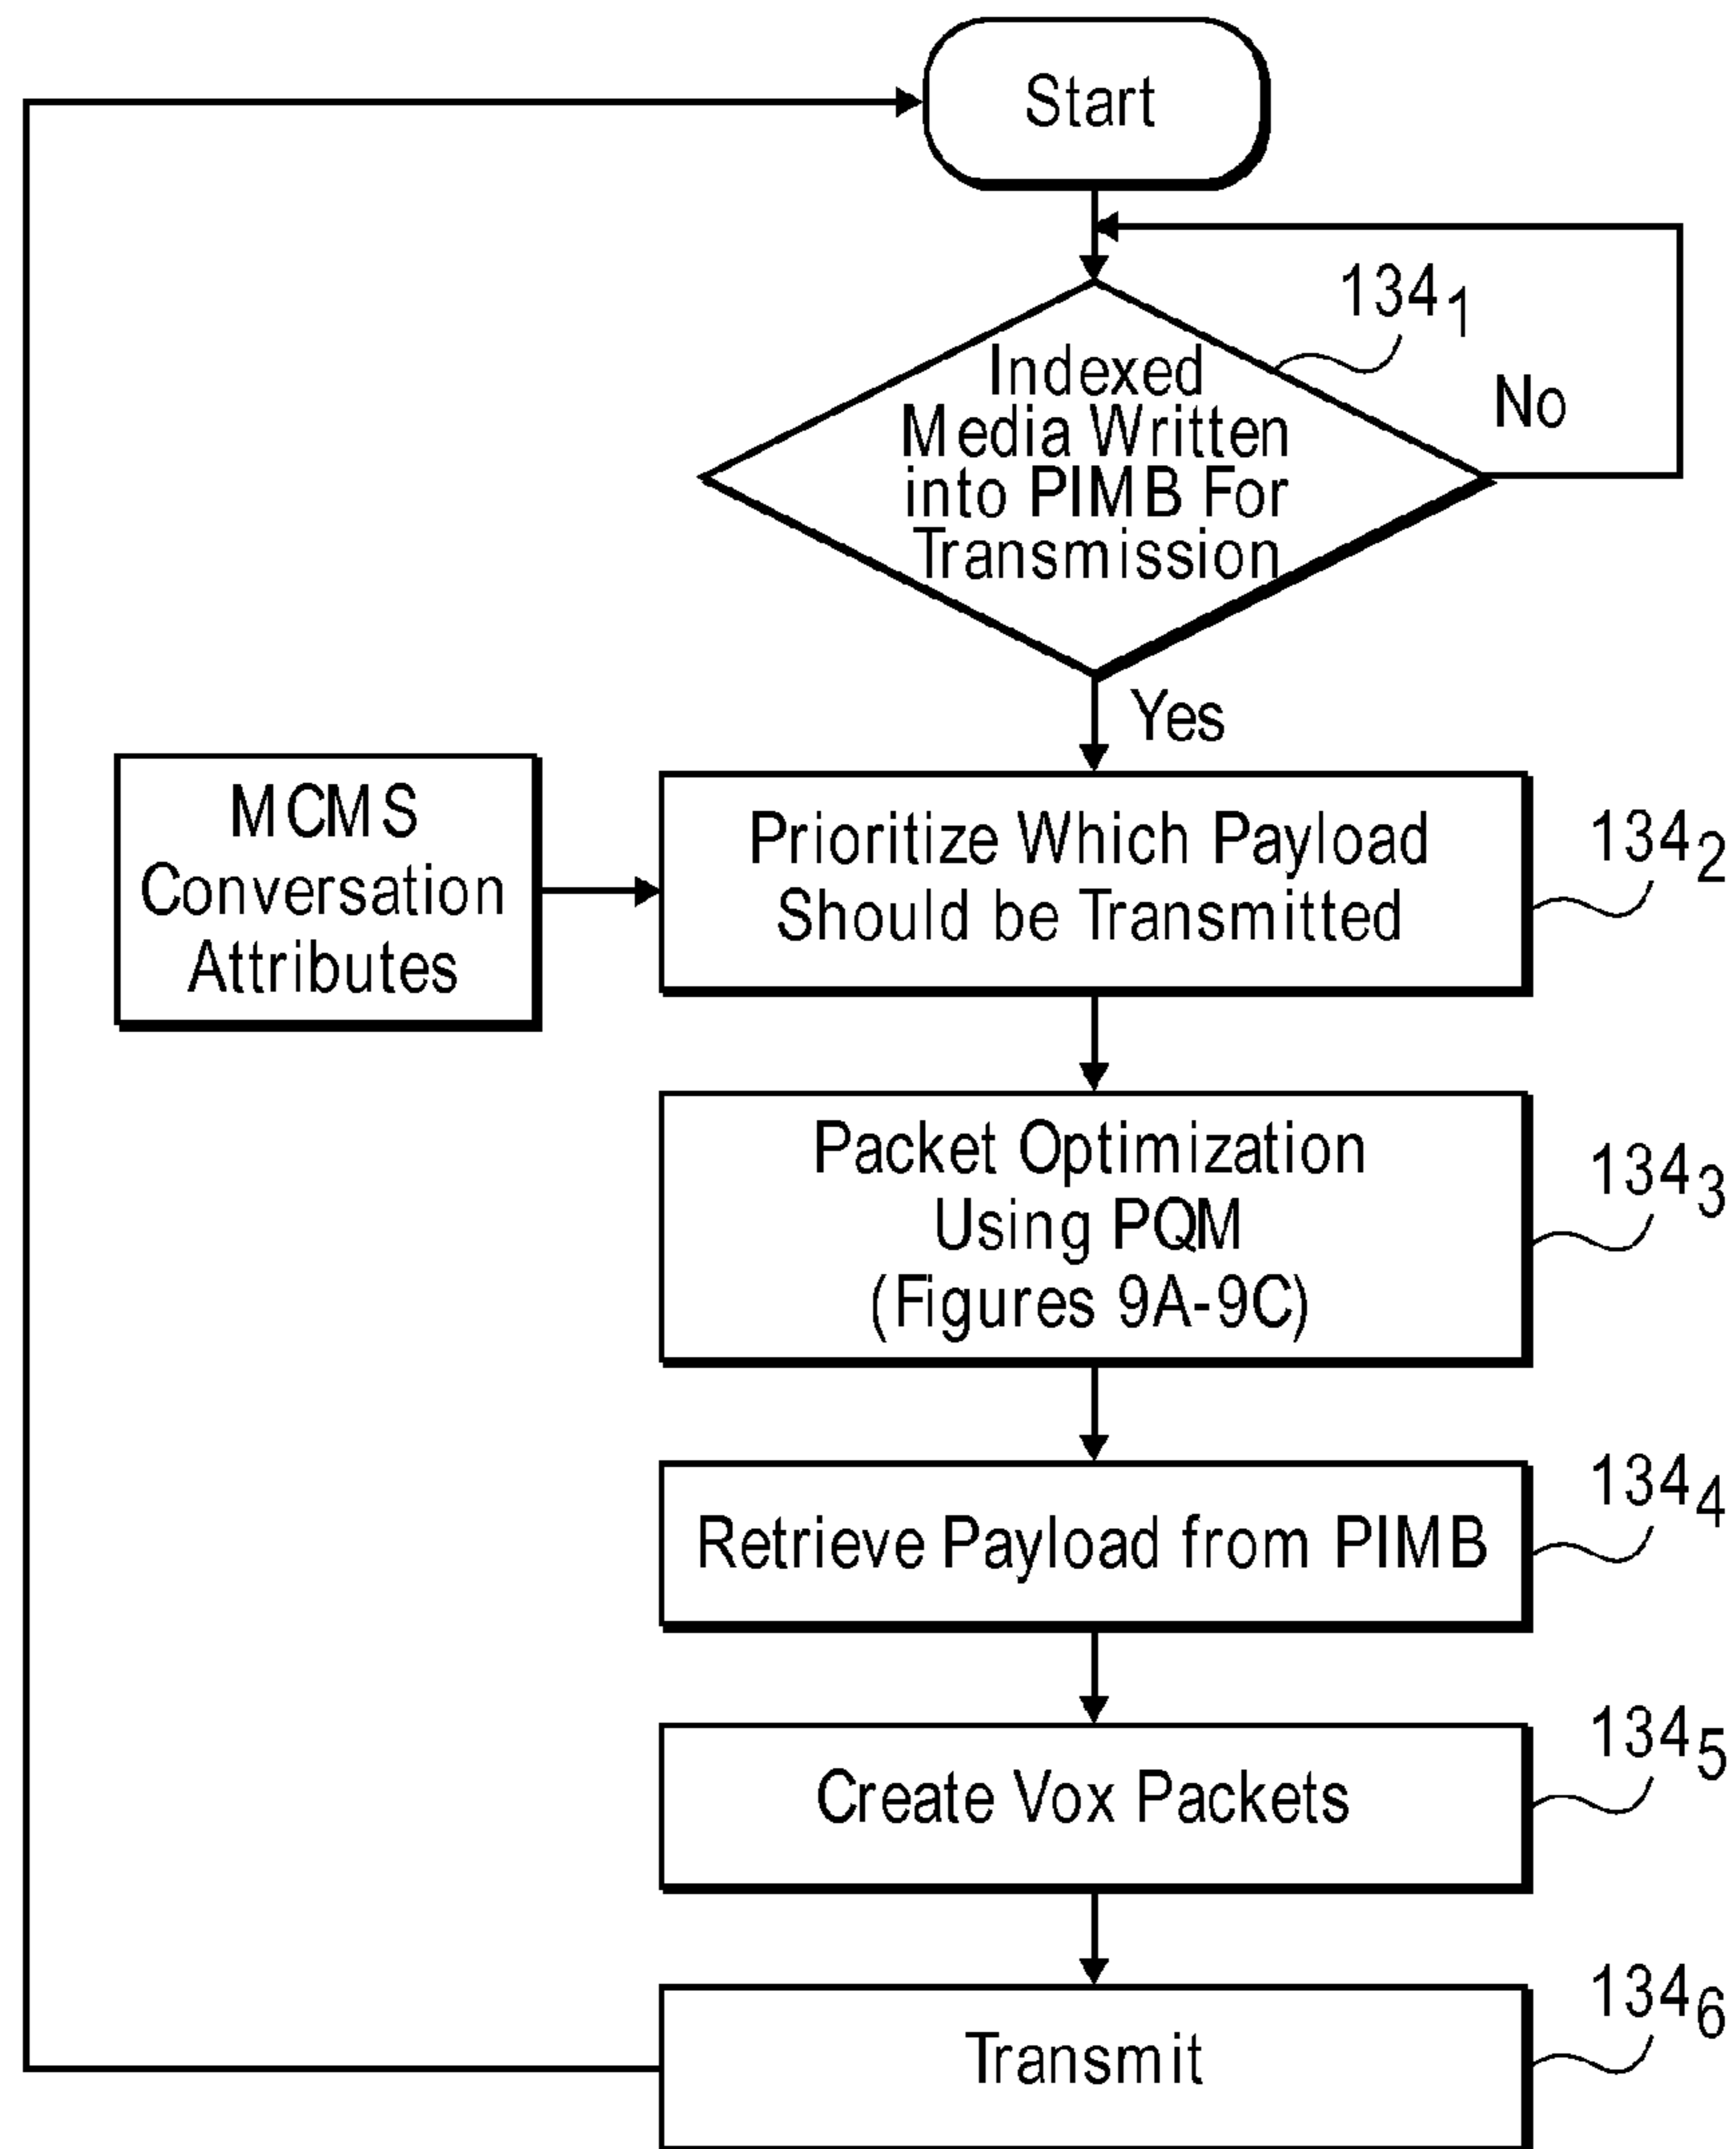 Start
134₁
Indexed
Media Written
into PIMB For
Transmission
No
Yes
MCMS
Conversation
Attributes
Prioritize Which Payload
Should be Transmitted
134₂
Packet Optimization
Using PQM
(Figures 9A-9C)
134₃
Retrieve Payload from PIMB
134₄
Create Vox Packets
134₅
Transmit
134₆